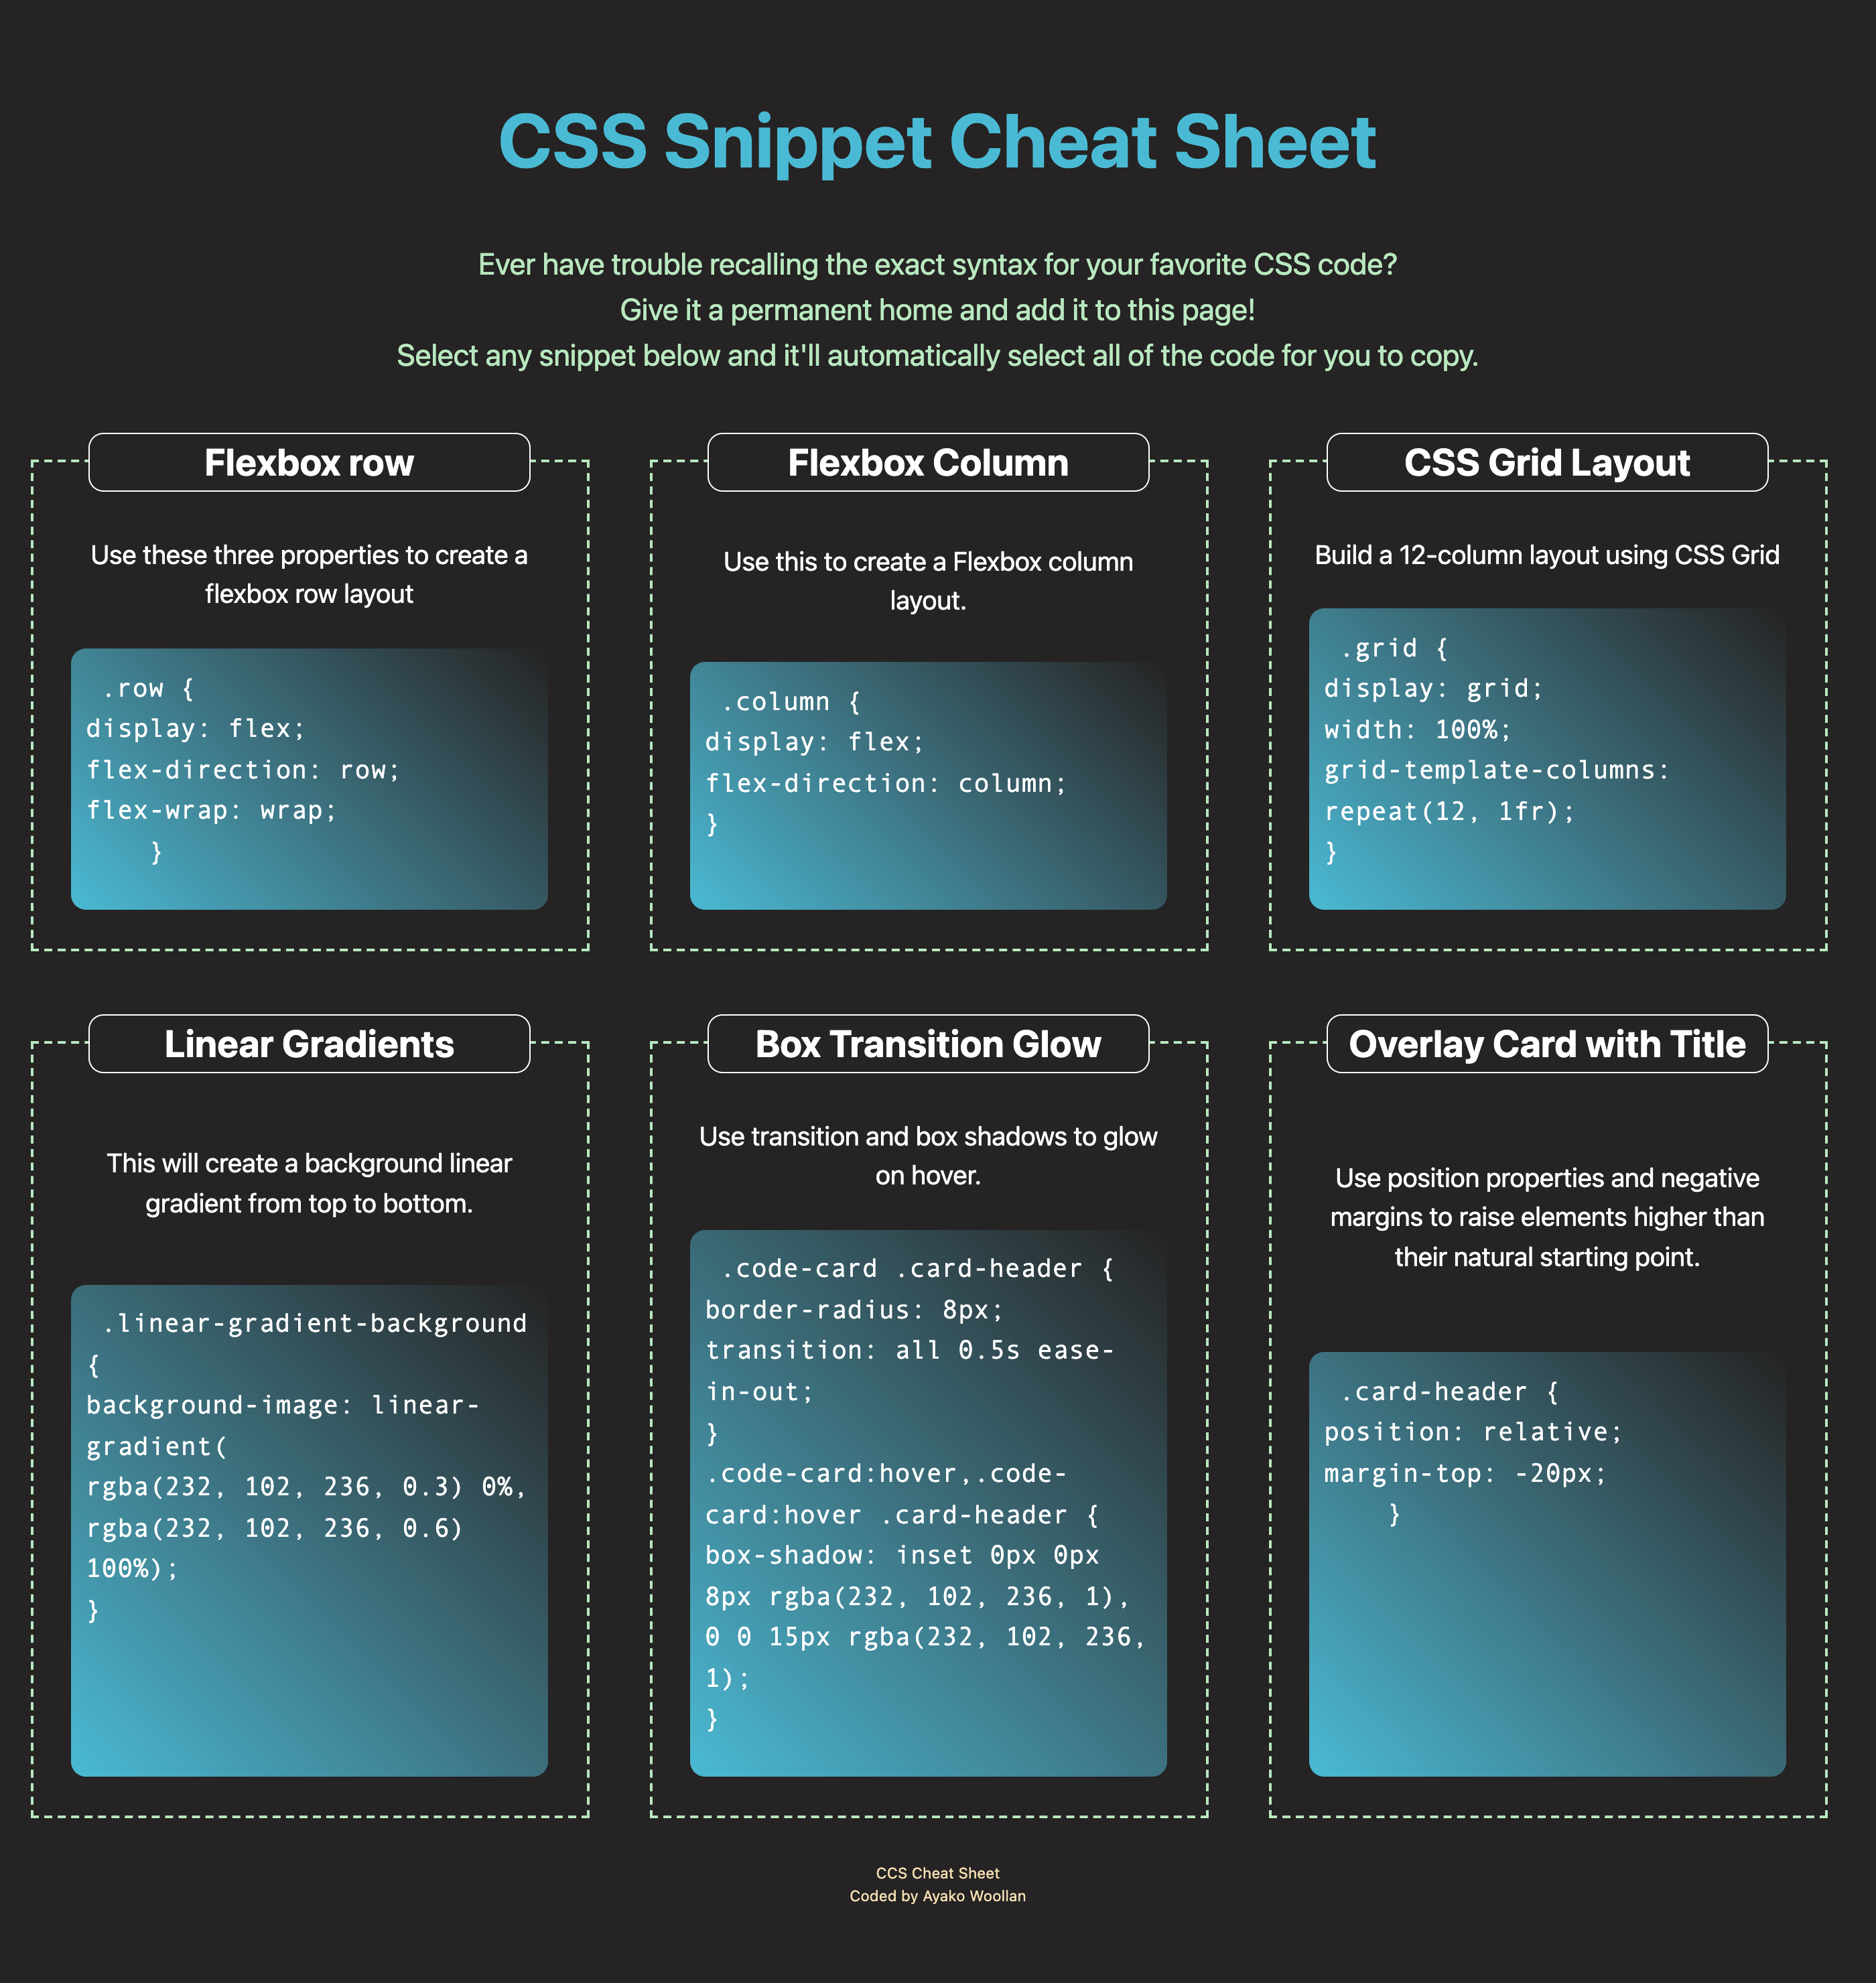 CSS Snippet Cheat Sheet
Ever have trouble recalling the exact syntax for your favorite CSS code?
Give it a permanent home and add it to this page!
Select any snippet below and it'll automatically select all of the code for you to copy.
Flexbox row
Use these three properties to create a
flexbox row layout
.row {
display: flex;
flex-direction: row;
flex-wrap: wrap;
}
Flexbox Column
Use this to create a Flexbox column
layout.
.column {
display: flex;
flex-direction: column;
}
CSS Grid Layout
Build a 12-column layout using CSS Grid
.grid {
display: grid;
width: 100%;
grid-template-columns:
repeat(12, 1fr);
}
Linear Gradients
This will create a background linear
gradient from top to bottom.
.linear-gradient-background
{
background-image: linear-
gradient(
rgba(232, 102, 236, 0.3) 0%,
rgba(232, 102, 236, 0.6)
100%);
}
Box Transition Glow
Use transition and box shadows to glow
on hover.
.code-card .card-header {
border-radius: 8px;
transition: all 0.5s ease-
in-out;
}
.code-card:hover,.code-
card:hover .card-header {
box-shadow: inset 0px 0px
8px rgba(232, 102, 236, 1),
0 0 15px rgba(232, 102, 236,
1);
}
Overlay Card with Title
Use position properties and negative
margins to raise elements higher than
their natural starting point.
.card-header {
position: relative;
margin-top: -20px;
}
CCS Cheat Sheet
Coded by Ayako Woollan